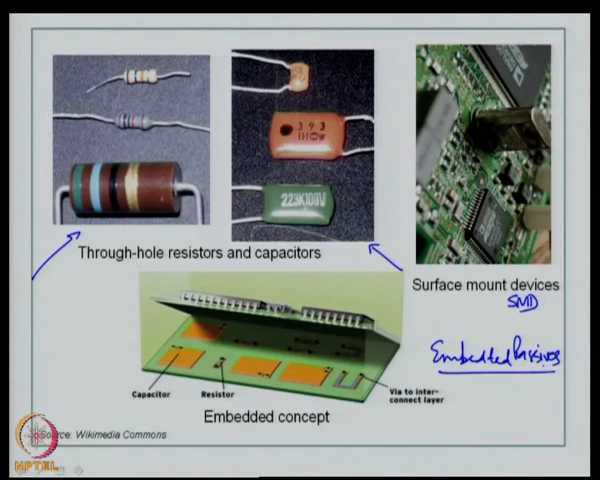 393
223K100V
Through-hole resistors and capacitors
Surface mount devices
SMD
Embedded Passives
Capacitor
Resistor
Via to inter-
connect layer
Embedded concept
Source: Wikimedia Commons
NPTEL